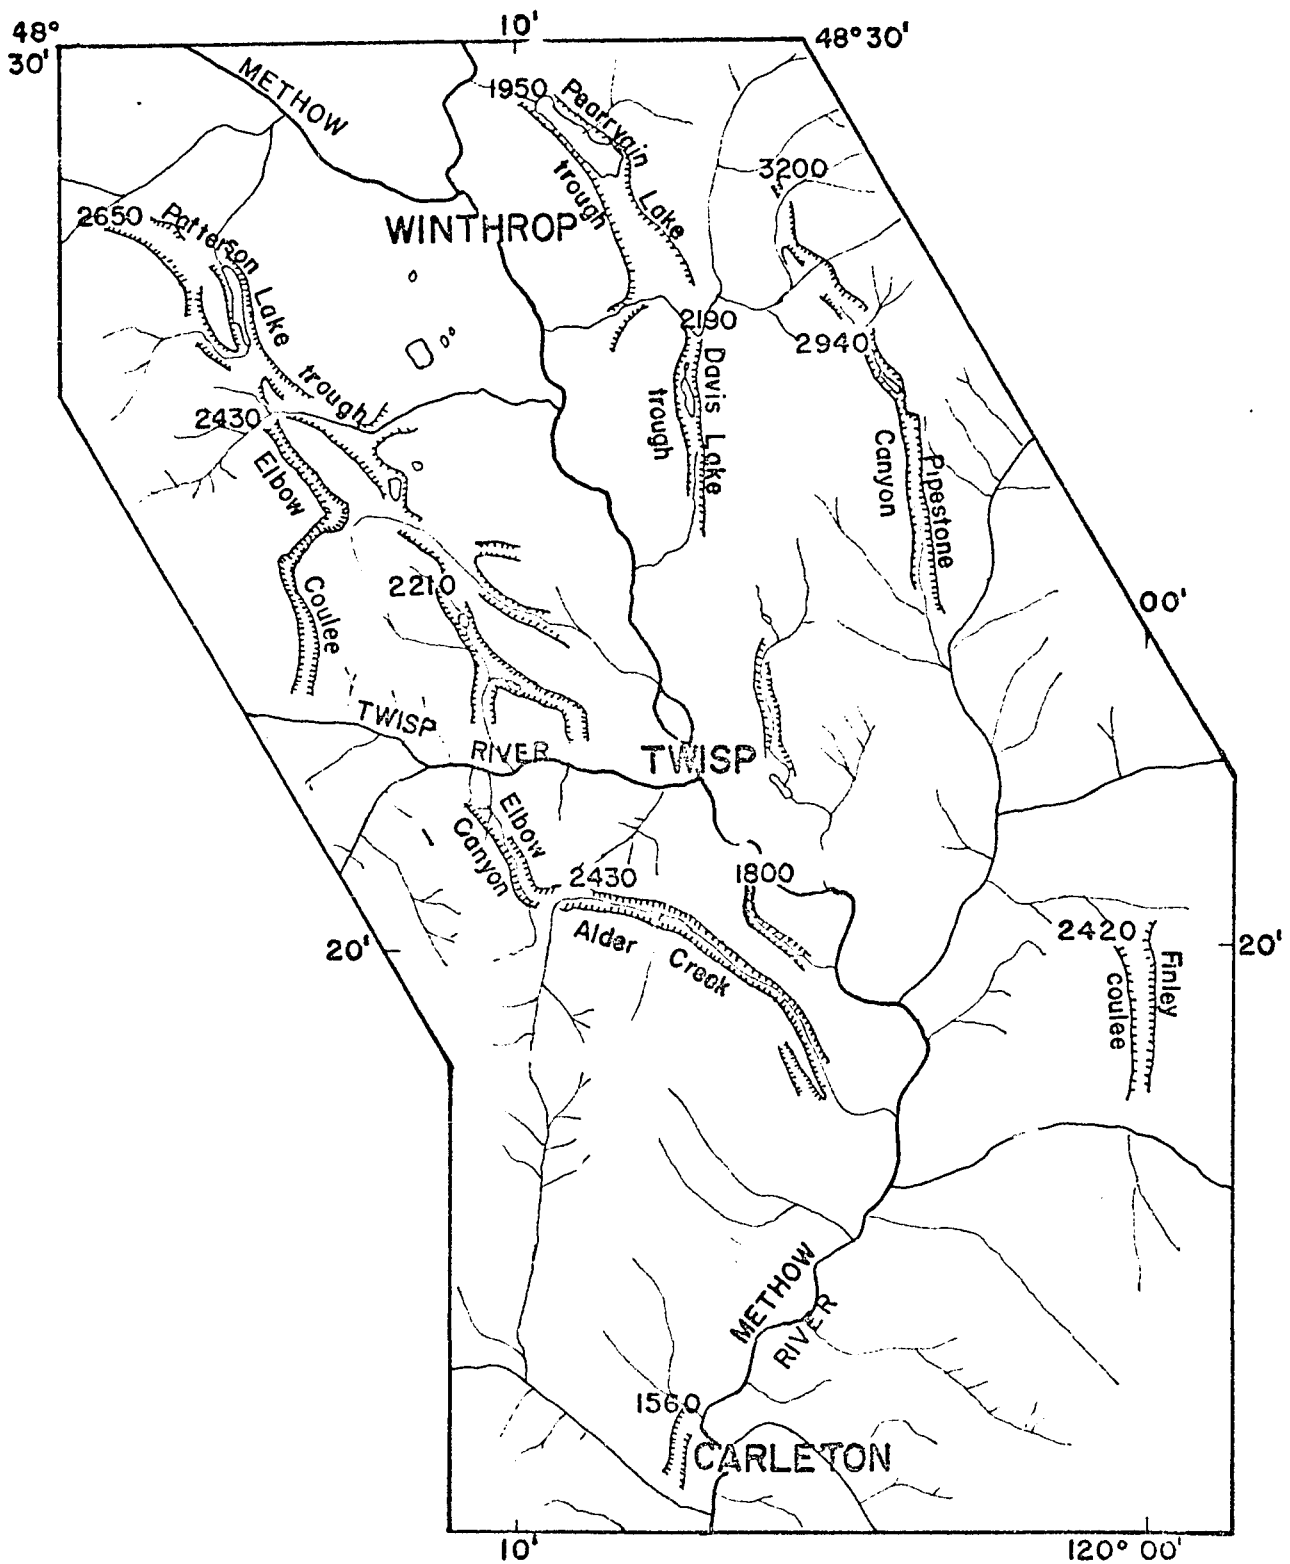 48°
30'
10'
48° 30'
METHOW
1950
Pearrygin
Lake
trough
3200
2650
Patterson
Lake
trough
WINTHROP
2190
2940
Davis Lake
trough
2430
Elbow
Coulee
Canyon
Pipestone
2210
00'
TWISP
RIVER
TWISP
Elbow
Canyon
2430
1800
Alder
Creek
2420
20'
20'
Finley
coulee
METHOW
RIVER
1560
CARLETON
10'
120° 00'